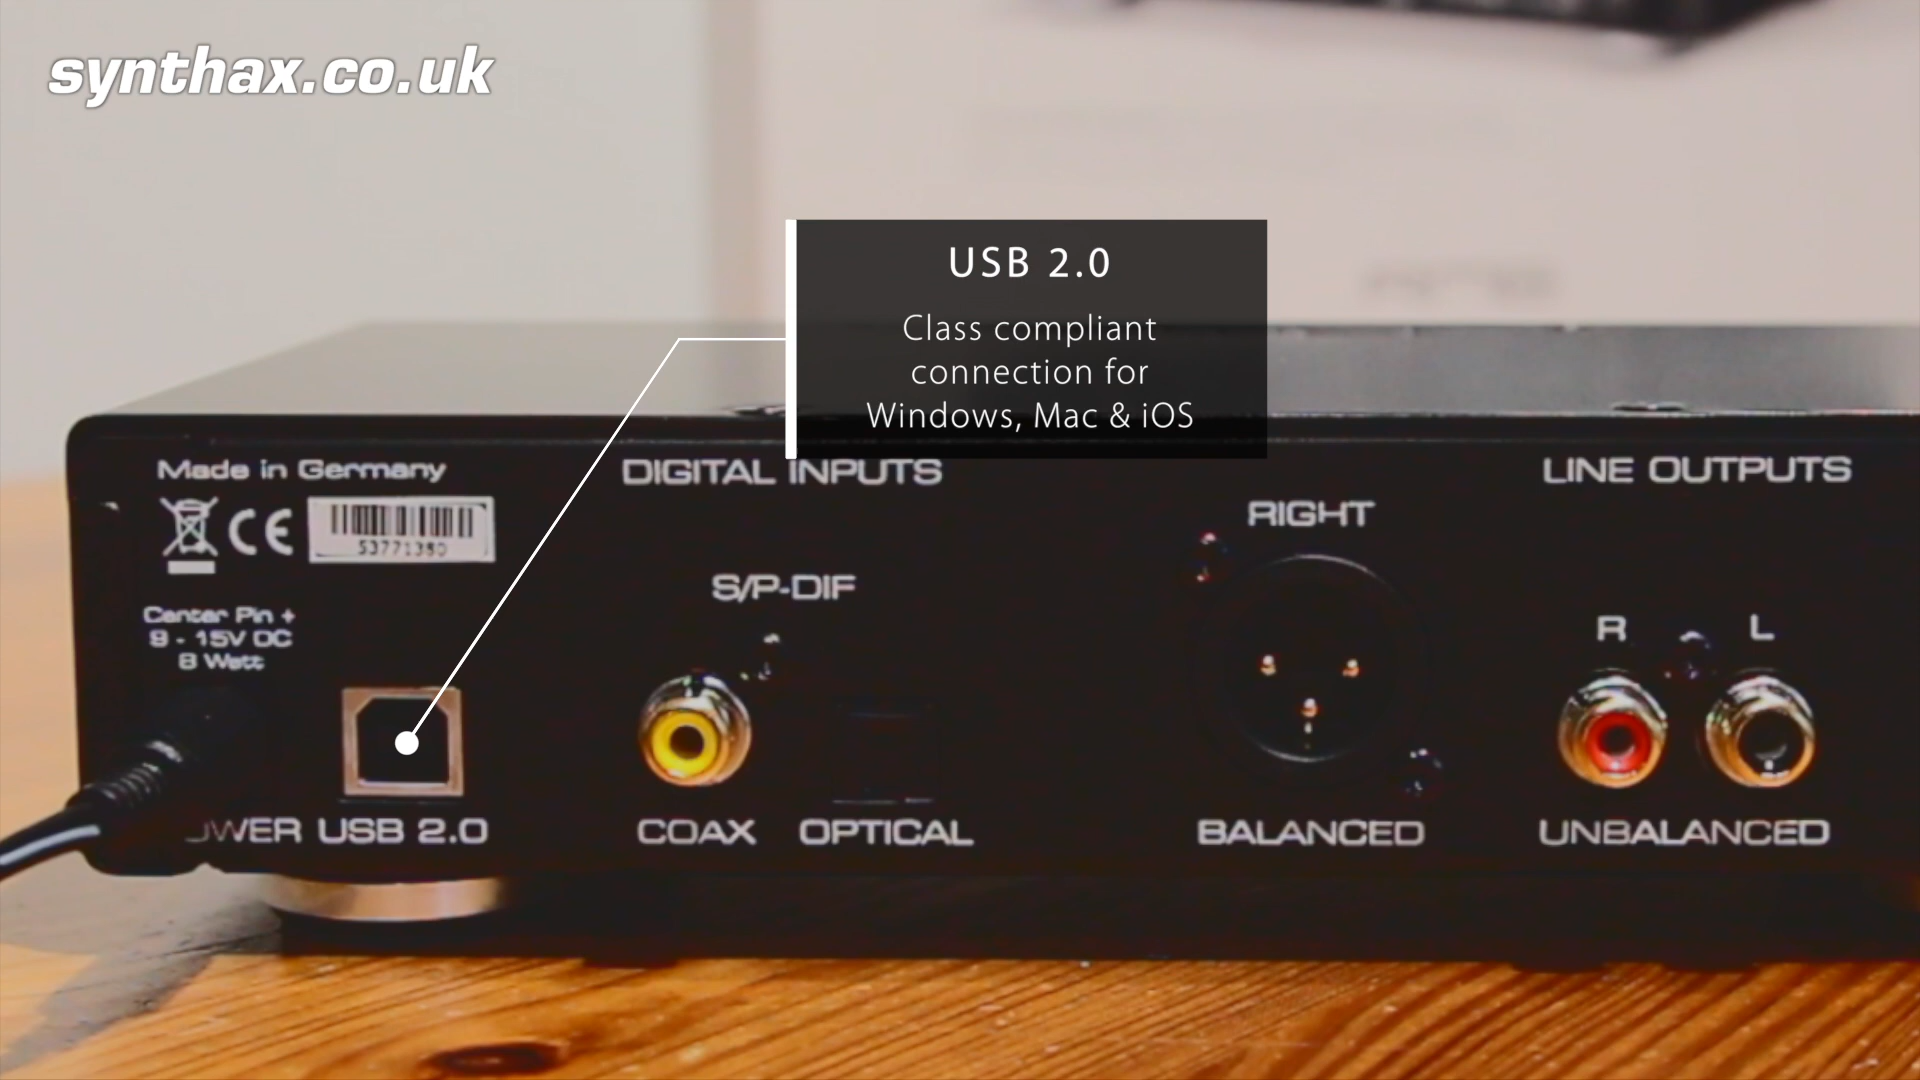 synthax.co.uk
USB 2.0
Class compliant
connection for
Windows, Mac & iOS
Made in Germany
DIGITAL INPUTS
LINE OUTPUTS
CE
RIGHT
S/P-DIF
Center Pin +
9 - 15V DC
8 Watt
R L
USB 2.0
COAX
OPTICAL
BALANCED
UNBALANCED